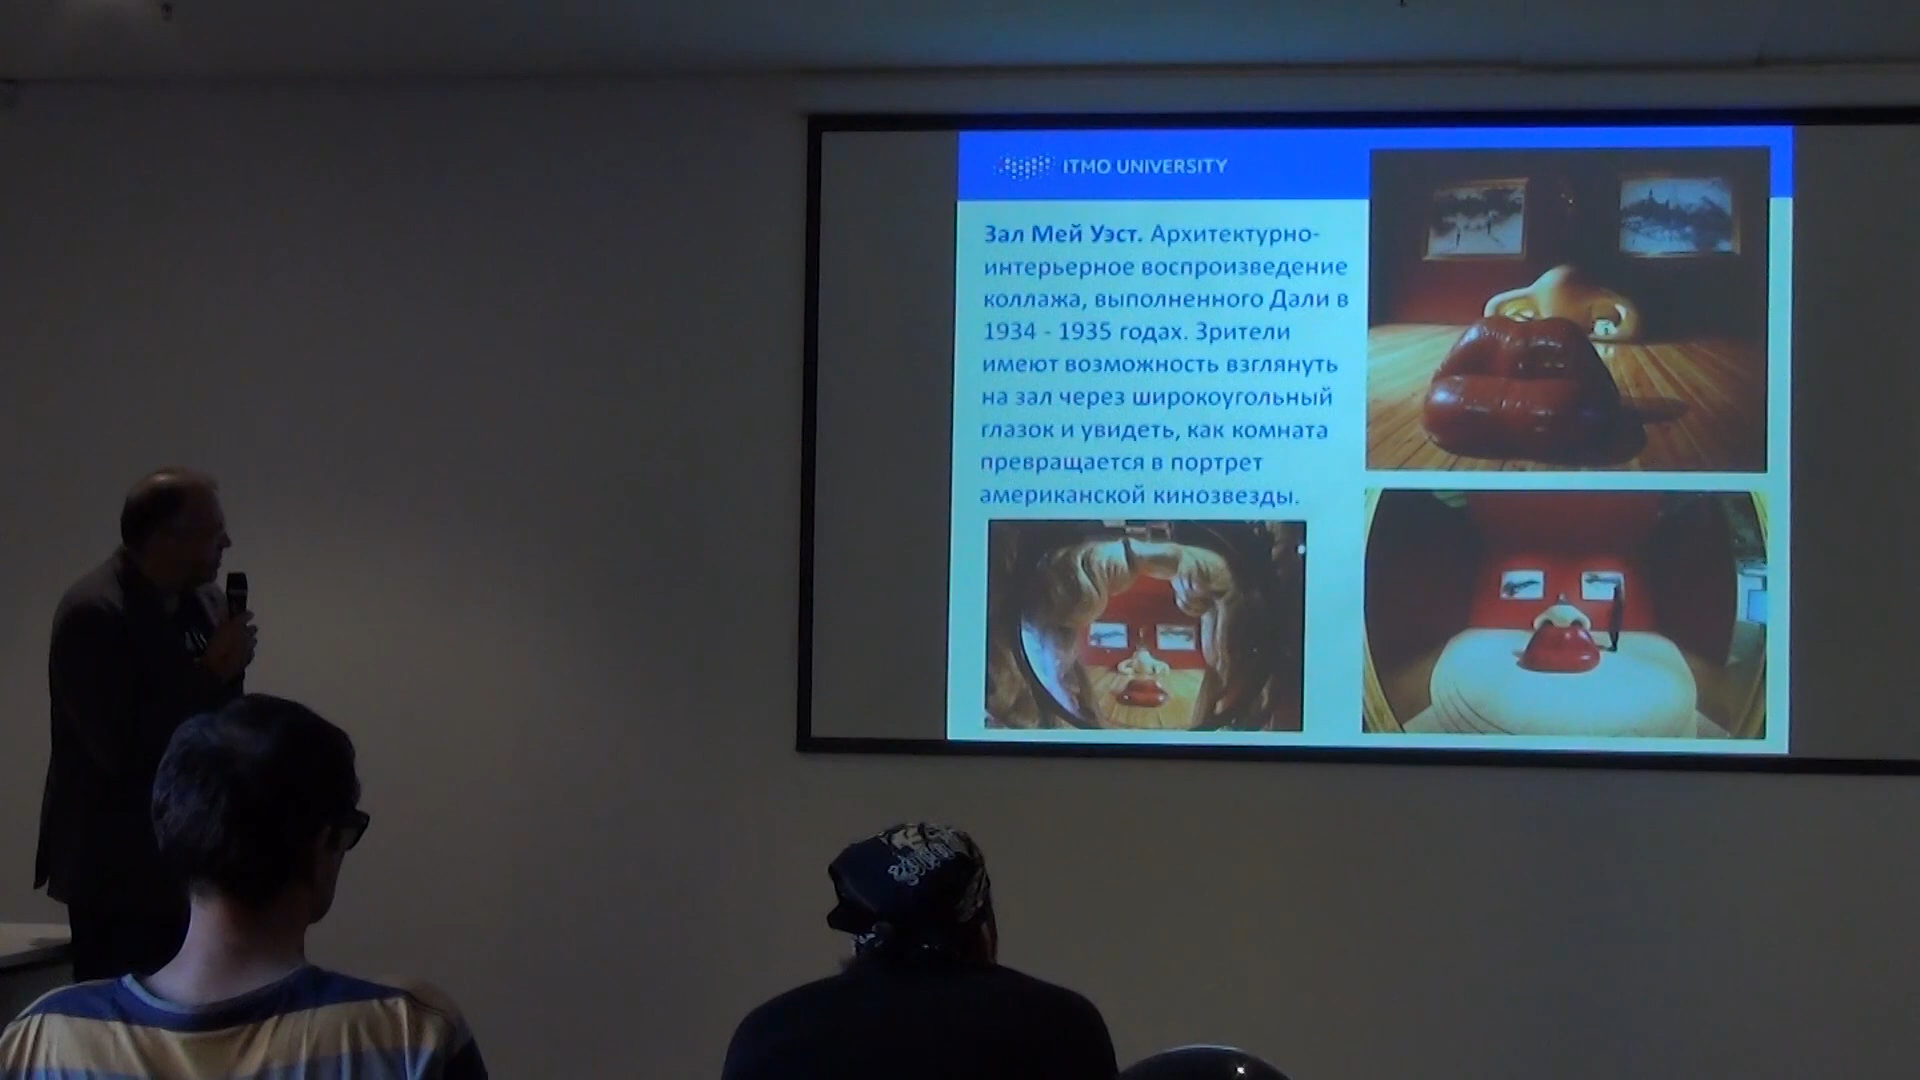 ITMO UNIVERSITY
Зал Мей Уэст. Архитектурно-
интерьерное воспроизведение
коллажа, выполненного Дали в
1934 - 1935 годах. Зрители
имеют возможность взглянуть
на зал через широкоугольный
глазок и увидеть, как комната
превращается в портрет
американской кинозвезды.